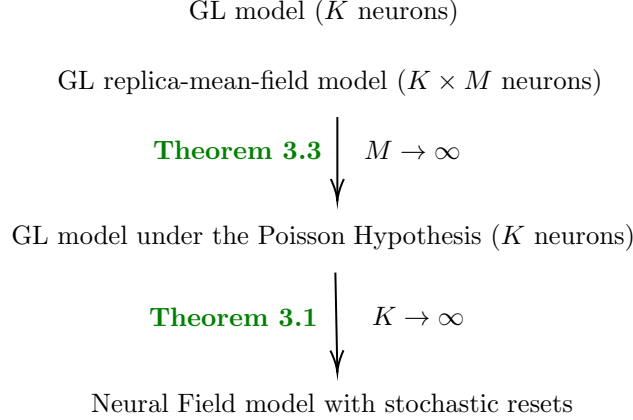 GL model (K neurons)
GL replica-mean-field model (K × M neurons)
Theorem 3.3 M → ∞
GL model under the Poisson Hypothesis (K neurons)
Theorem 3.1 K → ∞
Neural Field model with stochastic resets